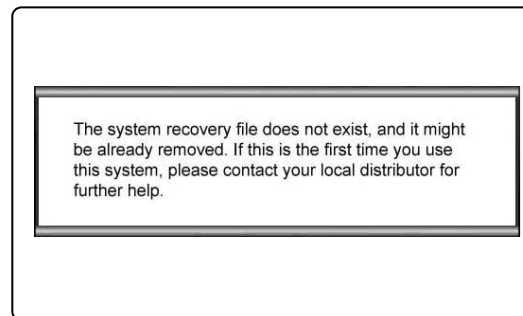 The system recovery file does not exist, and it might
be already removed. If this is the first time you use
this system, please contact your local distributor for
further help.